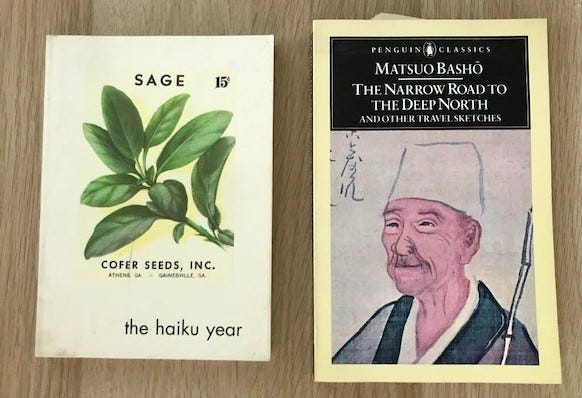 SAGE 15¢
COFER SEEDS, INC.
ATHENS, GA. — GAINESVILLE, GA.
the haiku year
PENGUIN CLASSICS
MATSUO BASHŌ
THE NARROW ROAD TO
THE DEEP NORTH
AND OTHER TRAVEL SKETCHES